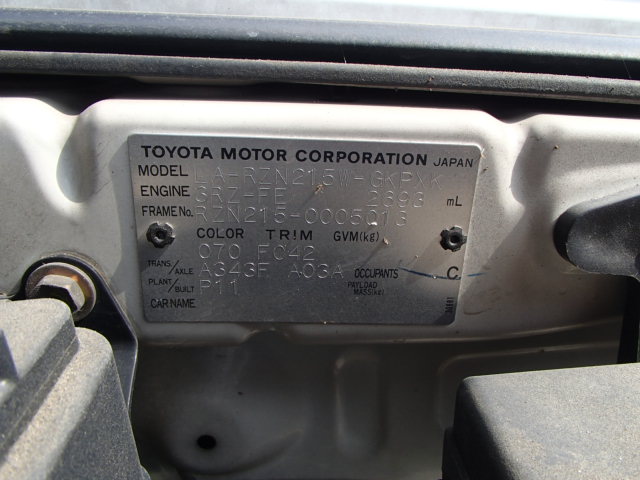 TOYOTA MOTOR CORPORATION JAPAN
MODEL LA-RZN215W-GKPXK
ENGINE 3RZ-FE 2693 mL
FRAME No. RZN215-0005013
COLOR TRIM GVM(kg)
070 FC42
TRANS./AXLE A343F A03A OCCUPANTS C
PLANT/BUILT P11 PAYLOAD MASS(kg)
CAR NAME